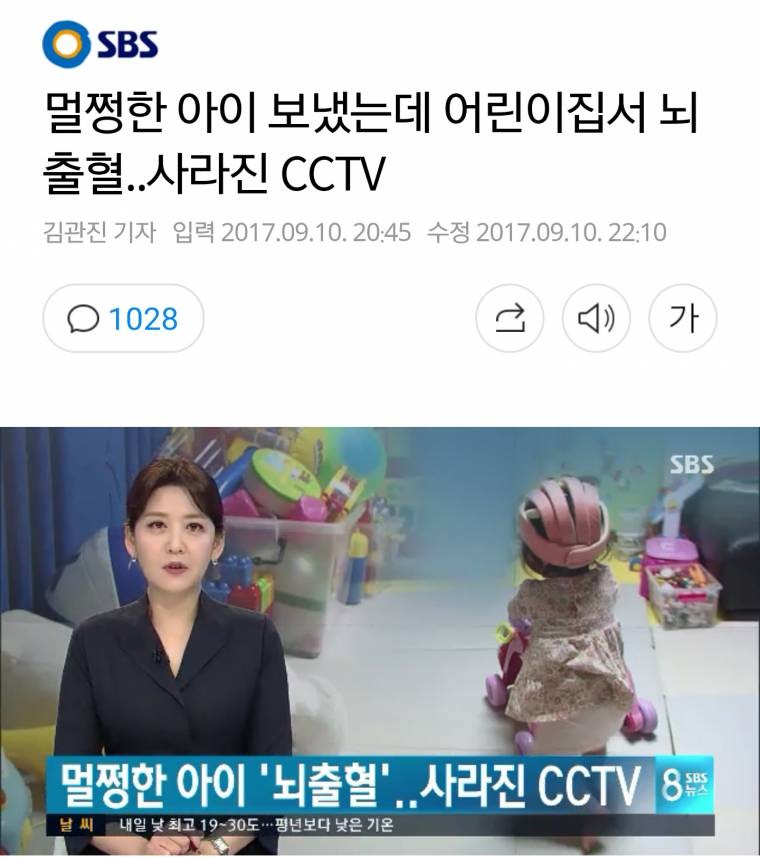 SBS
멀쩡한 아이 보냈는데 어린이집서 뇌
출혈..사라진 CCTV
김관진 기자 입력 2017.09.10. 20:45 수정 2017.09.10. 22:10
1028
가
SBS
멀쩡한 아이 '뇌출혈'..사라진 CCTV 8 SBS 뉴스
날 씨 내일 낮 최고 19~30도…평년보다 낮은 기온